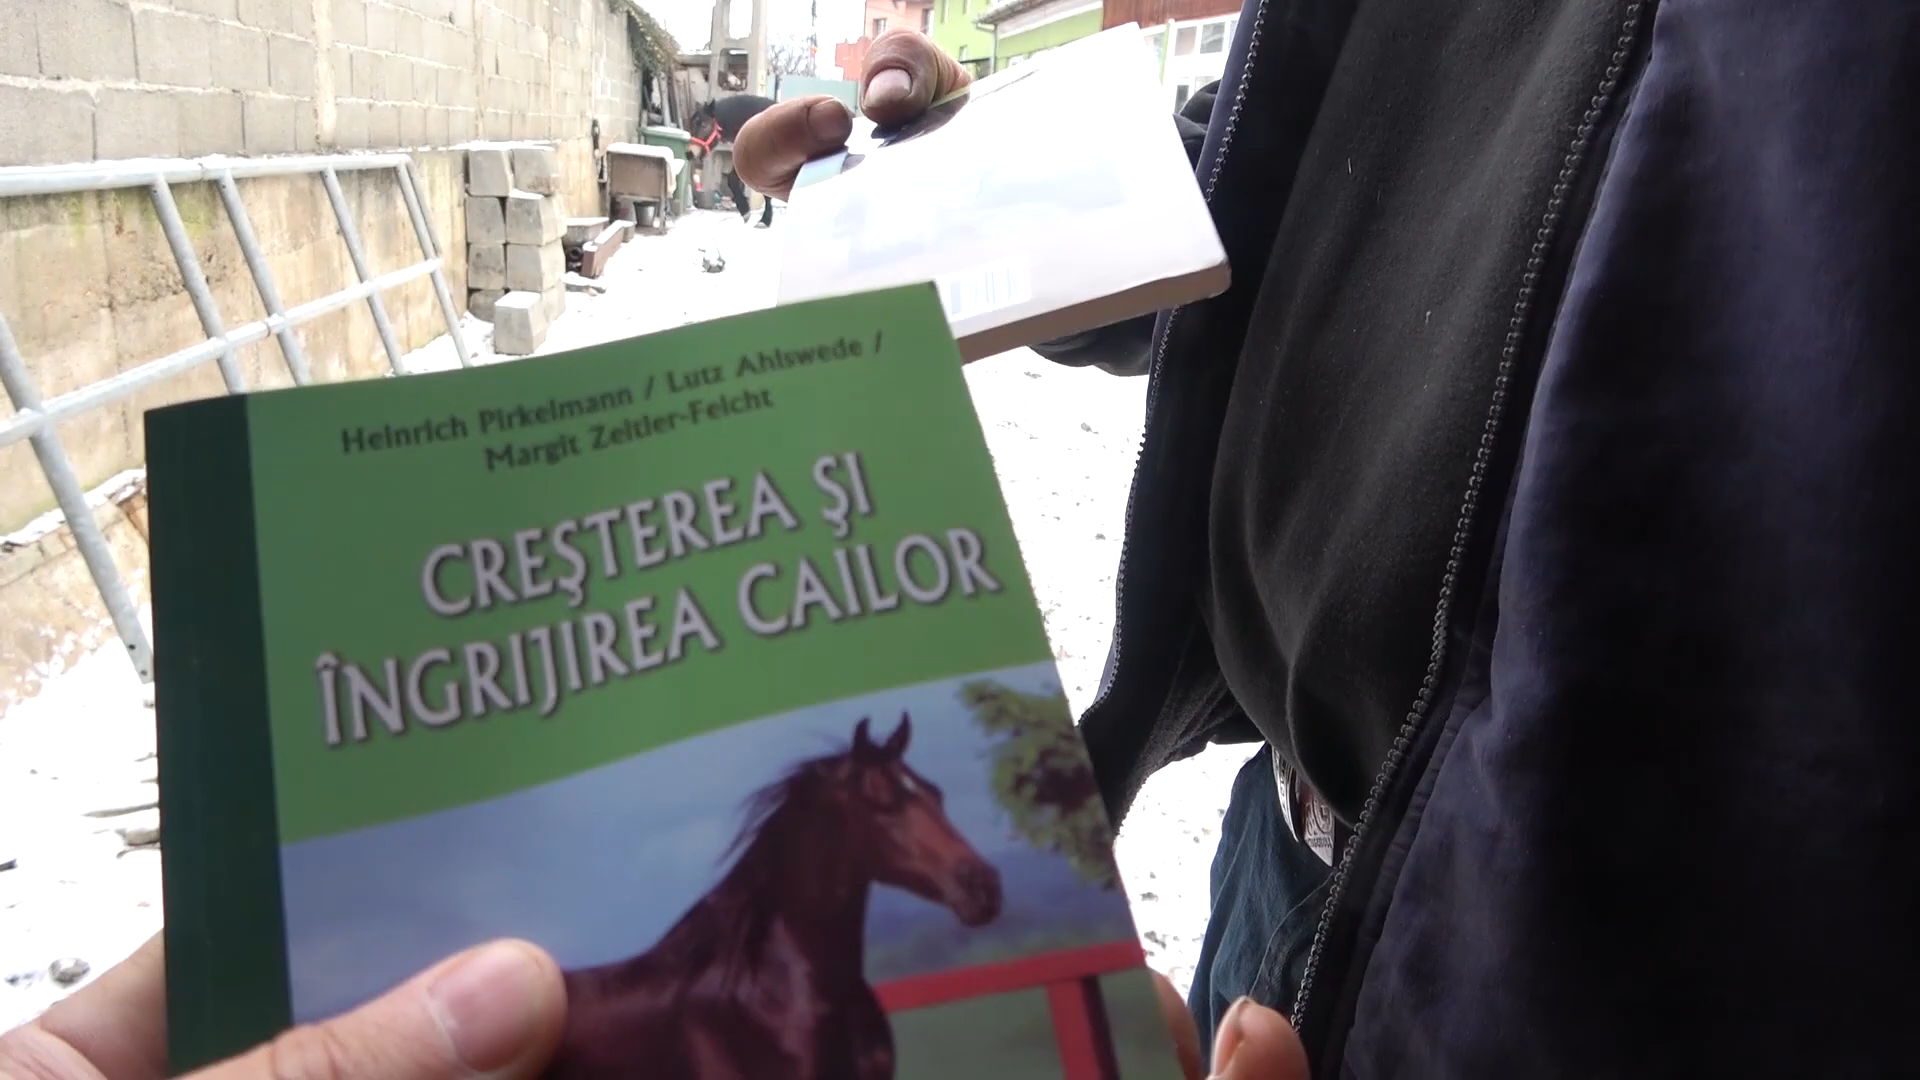 Heinrich Pirkelmann / Lutz Ahlswede /
Margit Zeitler-Feicht
CREŞTEREA ŞI
ÎNGRIJIREA CAILOR